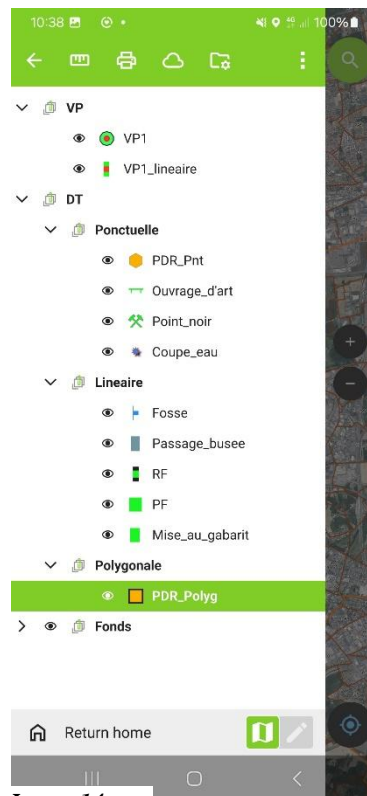 10:38 4G 100%
VP
VP1
VP1_lineaire
DT
Ponctuelle
PDR_Pnt
Ouvrage_d'art
Point_noir
Coupe_eau
Lineaire
Fosse
Passage_busee
RF
PF
Mise_au_gabarit
Polygonale
PDR_Polyg
Fonds
Return home